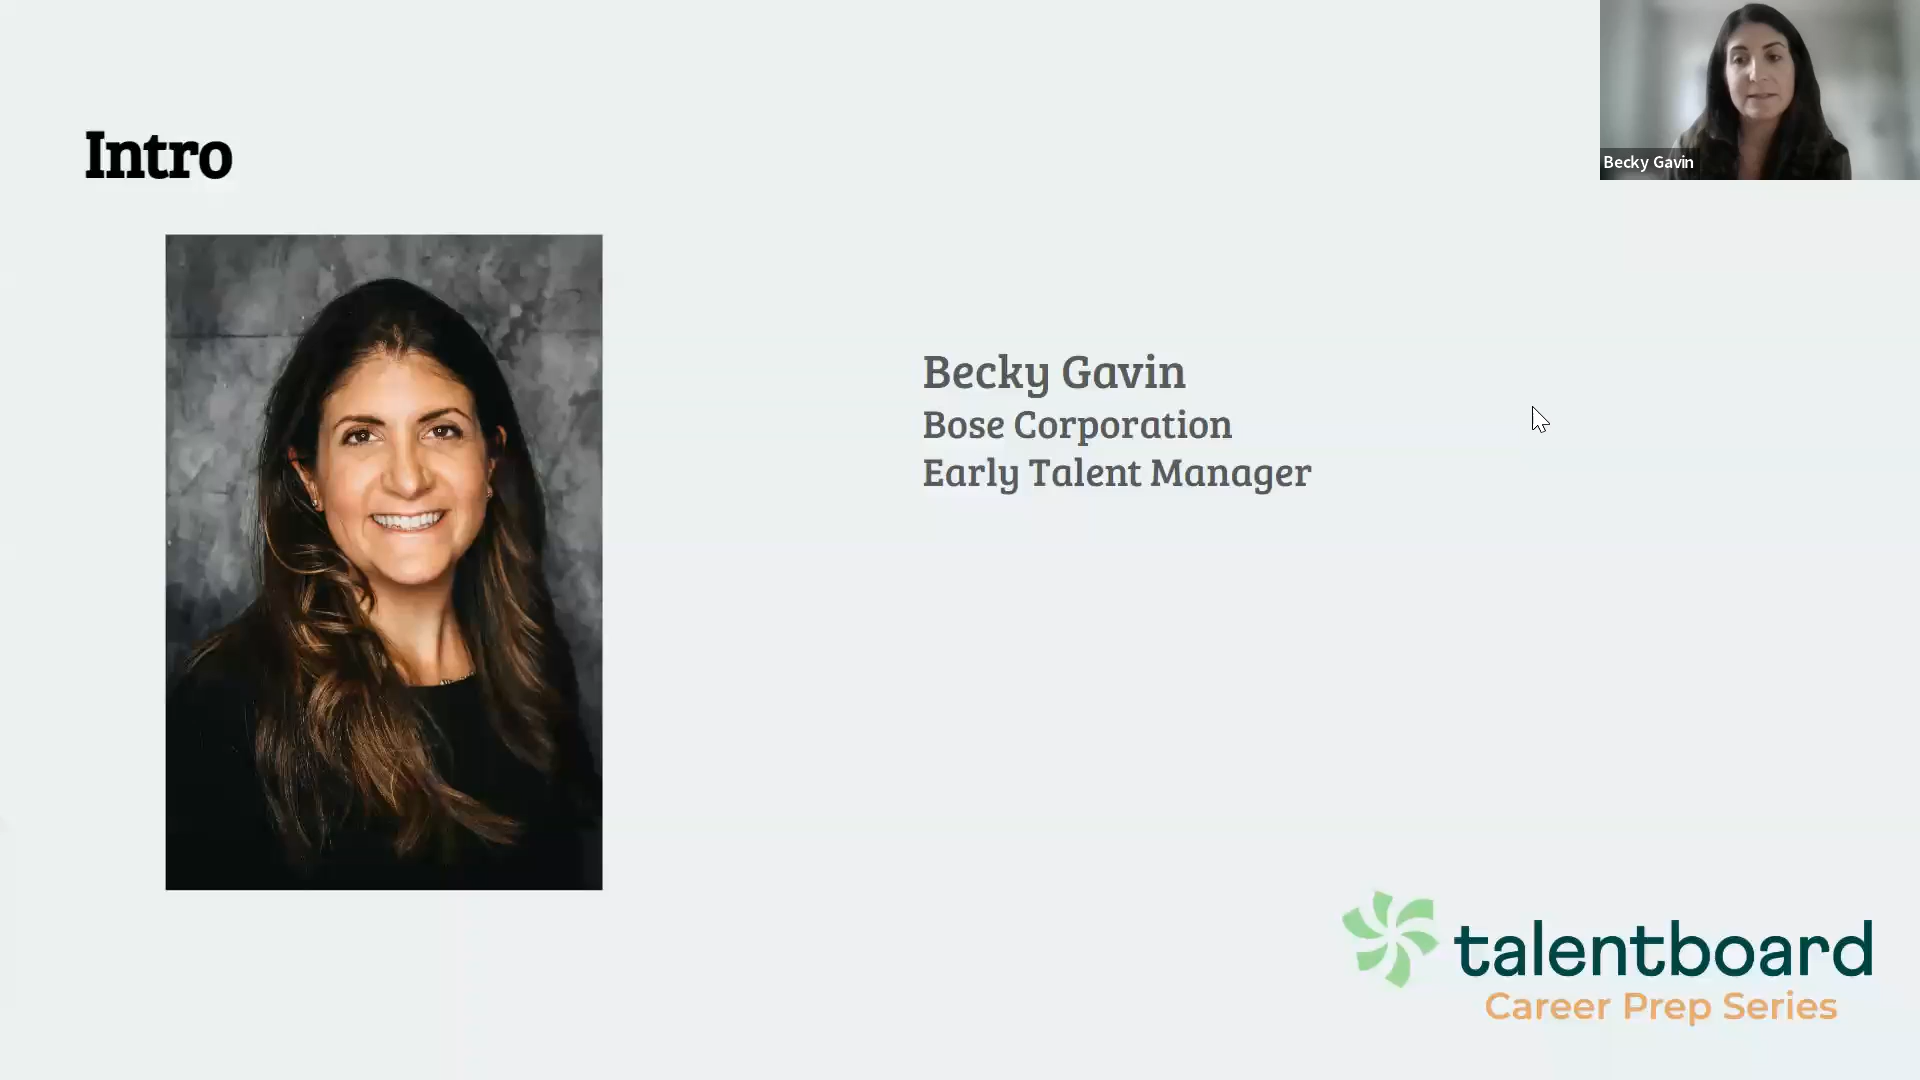 Intro
Becky Gavin
Becky Gavin
Bose Corporation
Early Talent Manager
talentboard
Career Prep Series